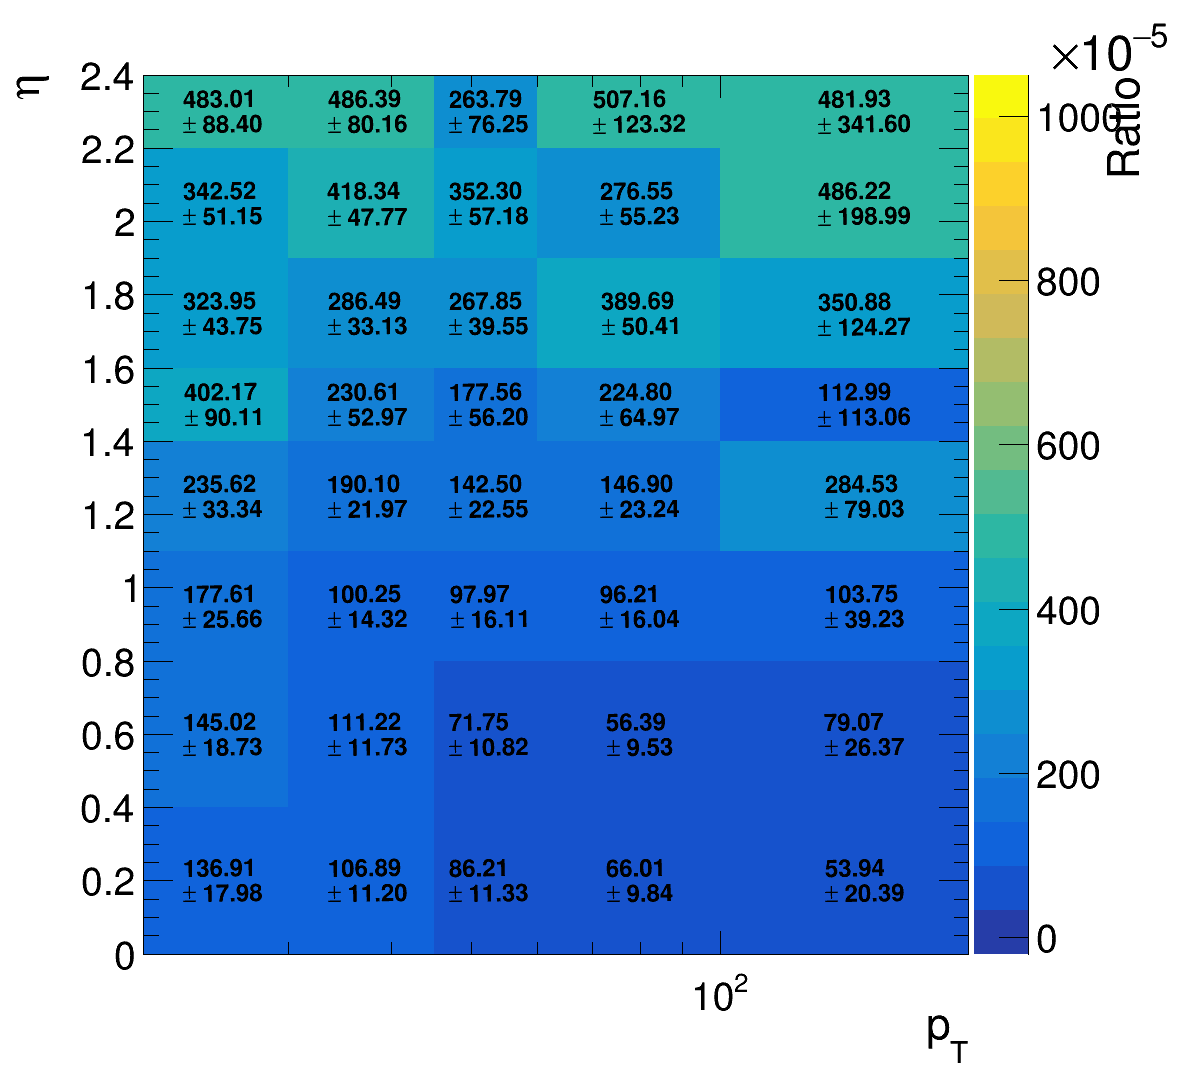 ×10⁻⁵
η
Ratio
2.4
2.2
2
1.8
1.6
1.4
1.2
1
0.8
0.6
0.4
0.2
0
483.01 486.39 263.79 507.16 481.93
± 88.40 ± 80.16 ± 76.25 ± 123.32 ± 341.60
342.52 418.34 352.30 276.55 486.22
± 51.15 ± 47.77 ± 57.18 ± 55.23 ± 198.99
323.95 286.49 267.85 389.69 350.88
± 43.75 ± 33.13 ± 39.55 ± 50.41 ± 124.27
402.17 230.61 177.56 224.80 112.99
± 90.11 ± 52.97 ± 56.20 ± 64.97 ± 113.06
235.62 190.10 142.50 146.90 284.53
± 33.34 ± 21.97 ± 22.55 ± 23.24 ± 79.03
177.61 100.25 97.97 96.21 103.75
± 25.66 ± 14.32 ± 16.11 ± 16.04 ± 39.23
145.02 111.22 71.75 56.39 79.07
± 18.73 ± 11.73 ± 10.82 ± 9.53 ± 26.37
136.91 106.89 86.21 66.01 53.94
± 17.98 ± 11.20 ± 11.33 ± 9.84 ± 20.39
1000
800
600
400
200
0
10²
p_T